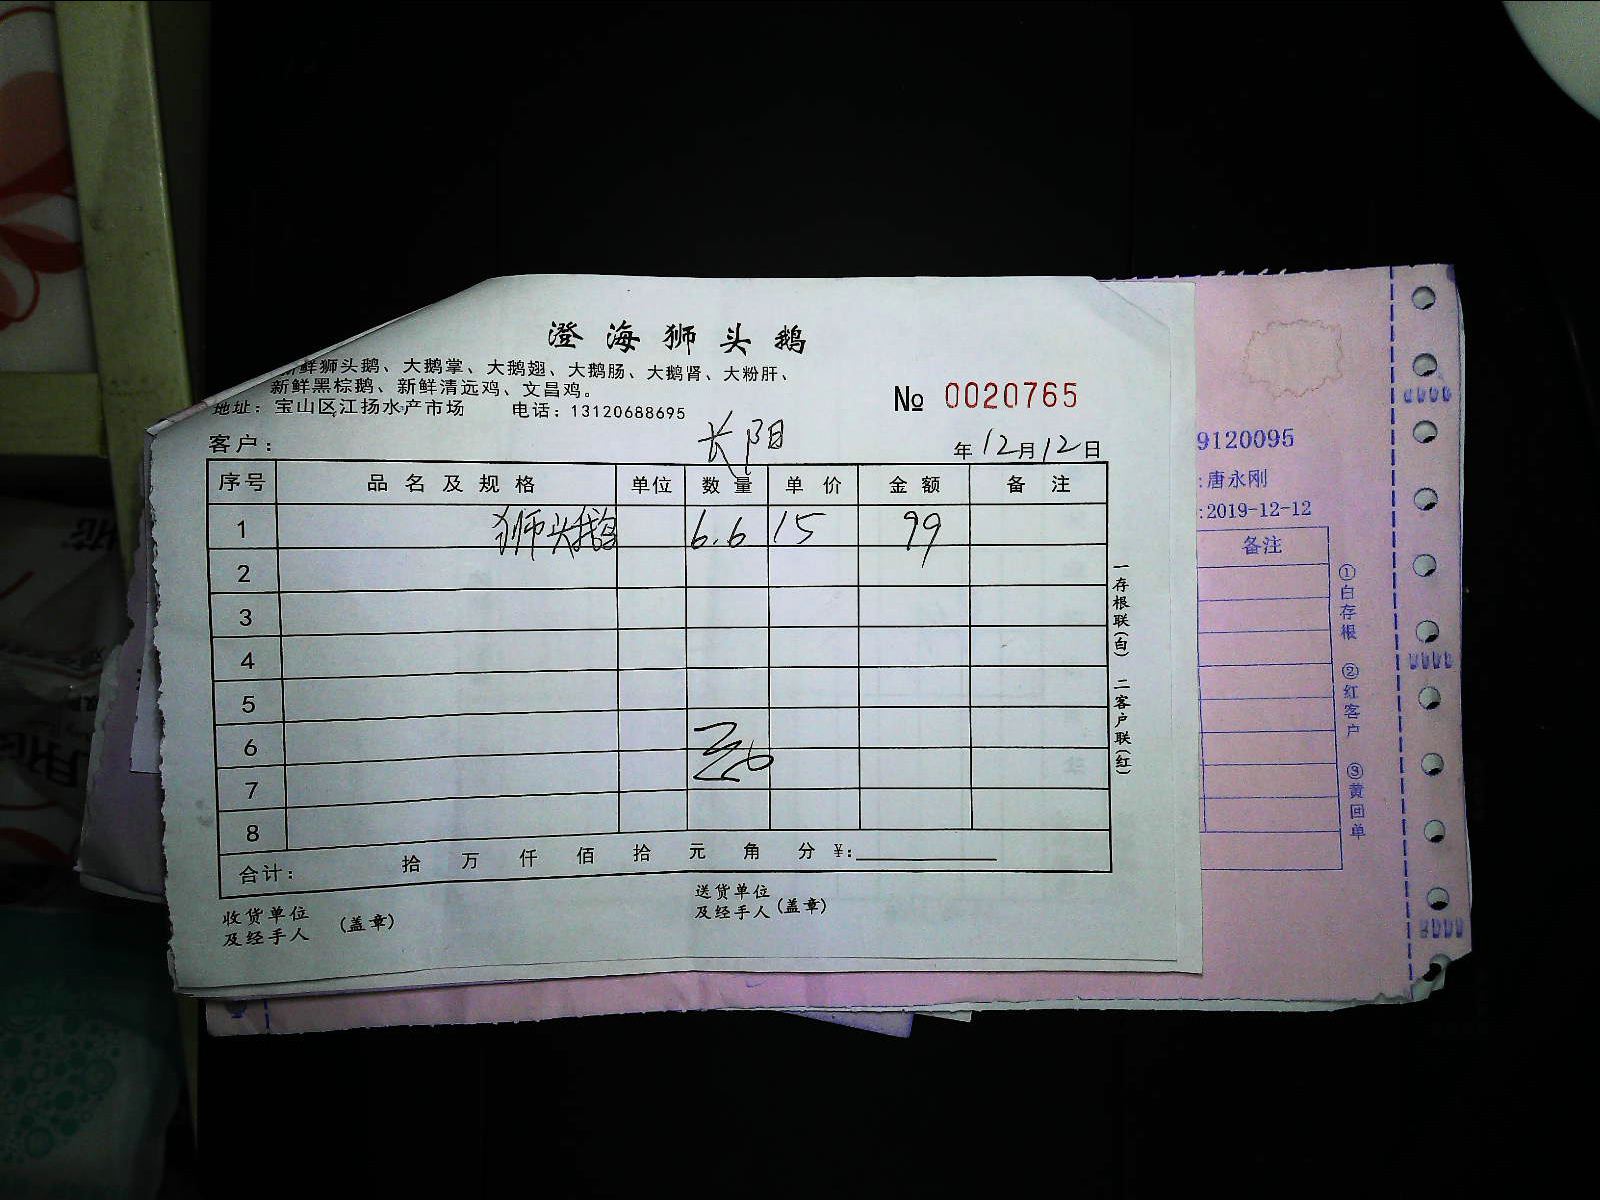 澄海狮头鹅
新鲜狮头鹅、大鹅掌、大鹅翅、大鹅肠、大鹅肾、大粉肝、
新鲜黑棕鹅、新鲜清远鸡、文昌鸡。
地址：宝山区江扬水产市场 电话：13120688695
№ 0020765
客户： 长阳 年12月12日
序号 品名及规格 单位 数量 单价 金额 备注
1 狮头鹅 6.6 15 99
2
3
4
5
6
7
8
合计： 拾 万 仟 佰 拾 元 角 分 ¥:
收货单位
及经手人 (盖章)
送货单位
及经手人 (盖章)
一存根联(白) 二客户联(红)
9120095
:唐永刚
:2019-12-12
备注
①白存根 ②红客户 ③黄回单